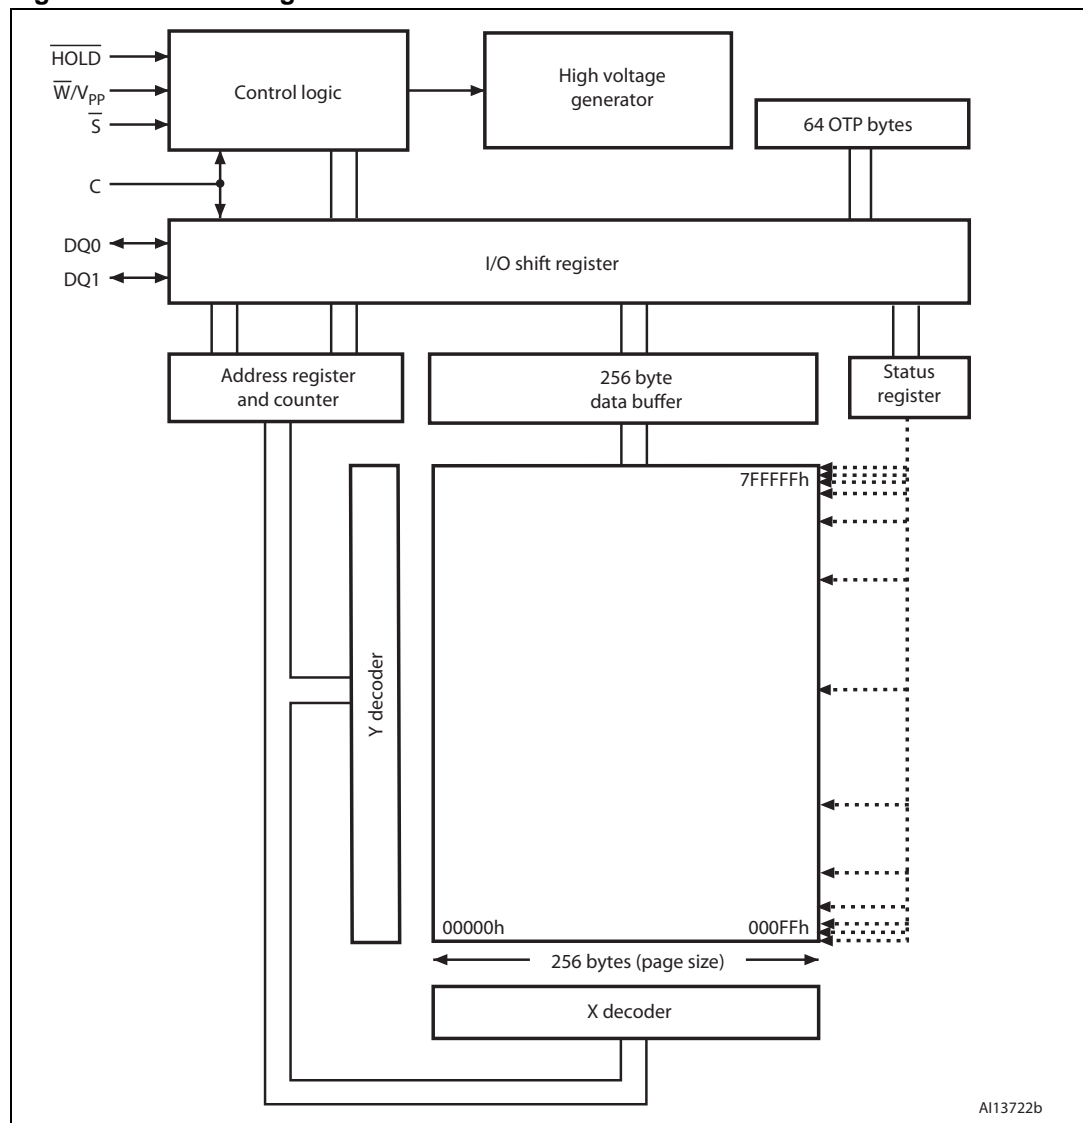 HOLD
W/VPP
S
C
DQ0
DQ1
Control logic
High voltage
generator
64 OTP bytes
I/O shift register
Address register
and counter
256 byte
data buffer
Status
register
7FFFFFh
Y decoder
00000h
000FFh
256 bytes (page size)
X decoder
AI13722b